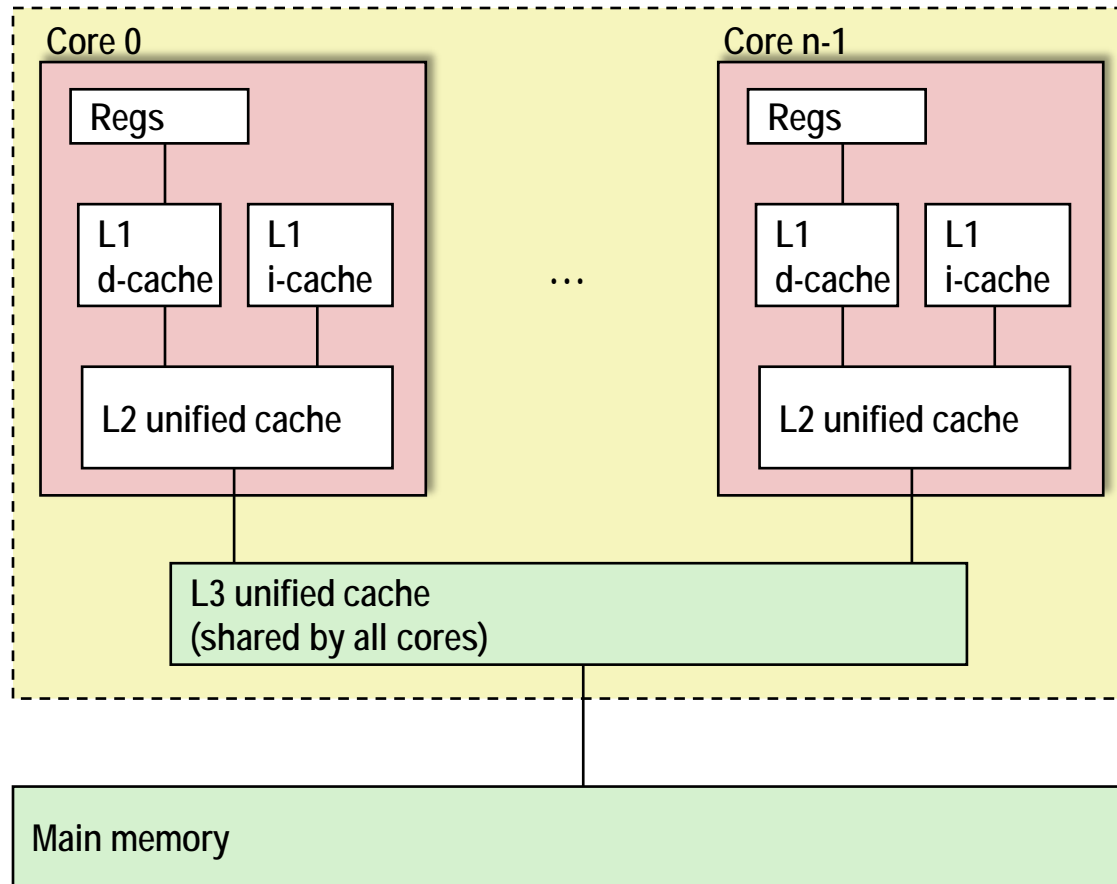 Core 0
Regs
L1
d-cache
L1
i-cache
L2 unified cache
...
Core n-1
Regs
L1
d-cache
L1
i-cache
L2 unified cache
L3 unified cache
(shared by all cores)
Main memory